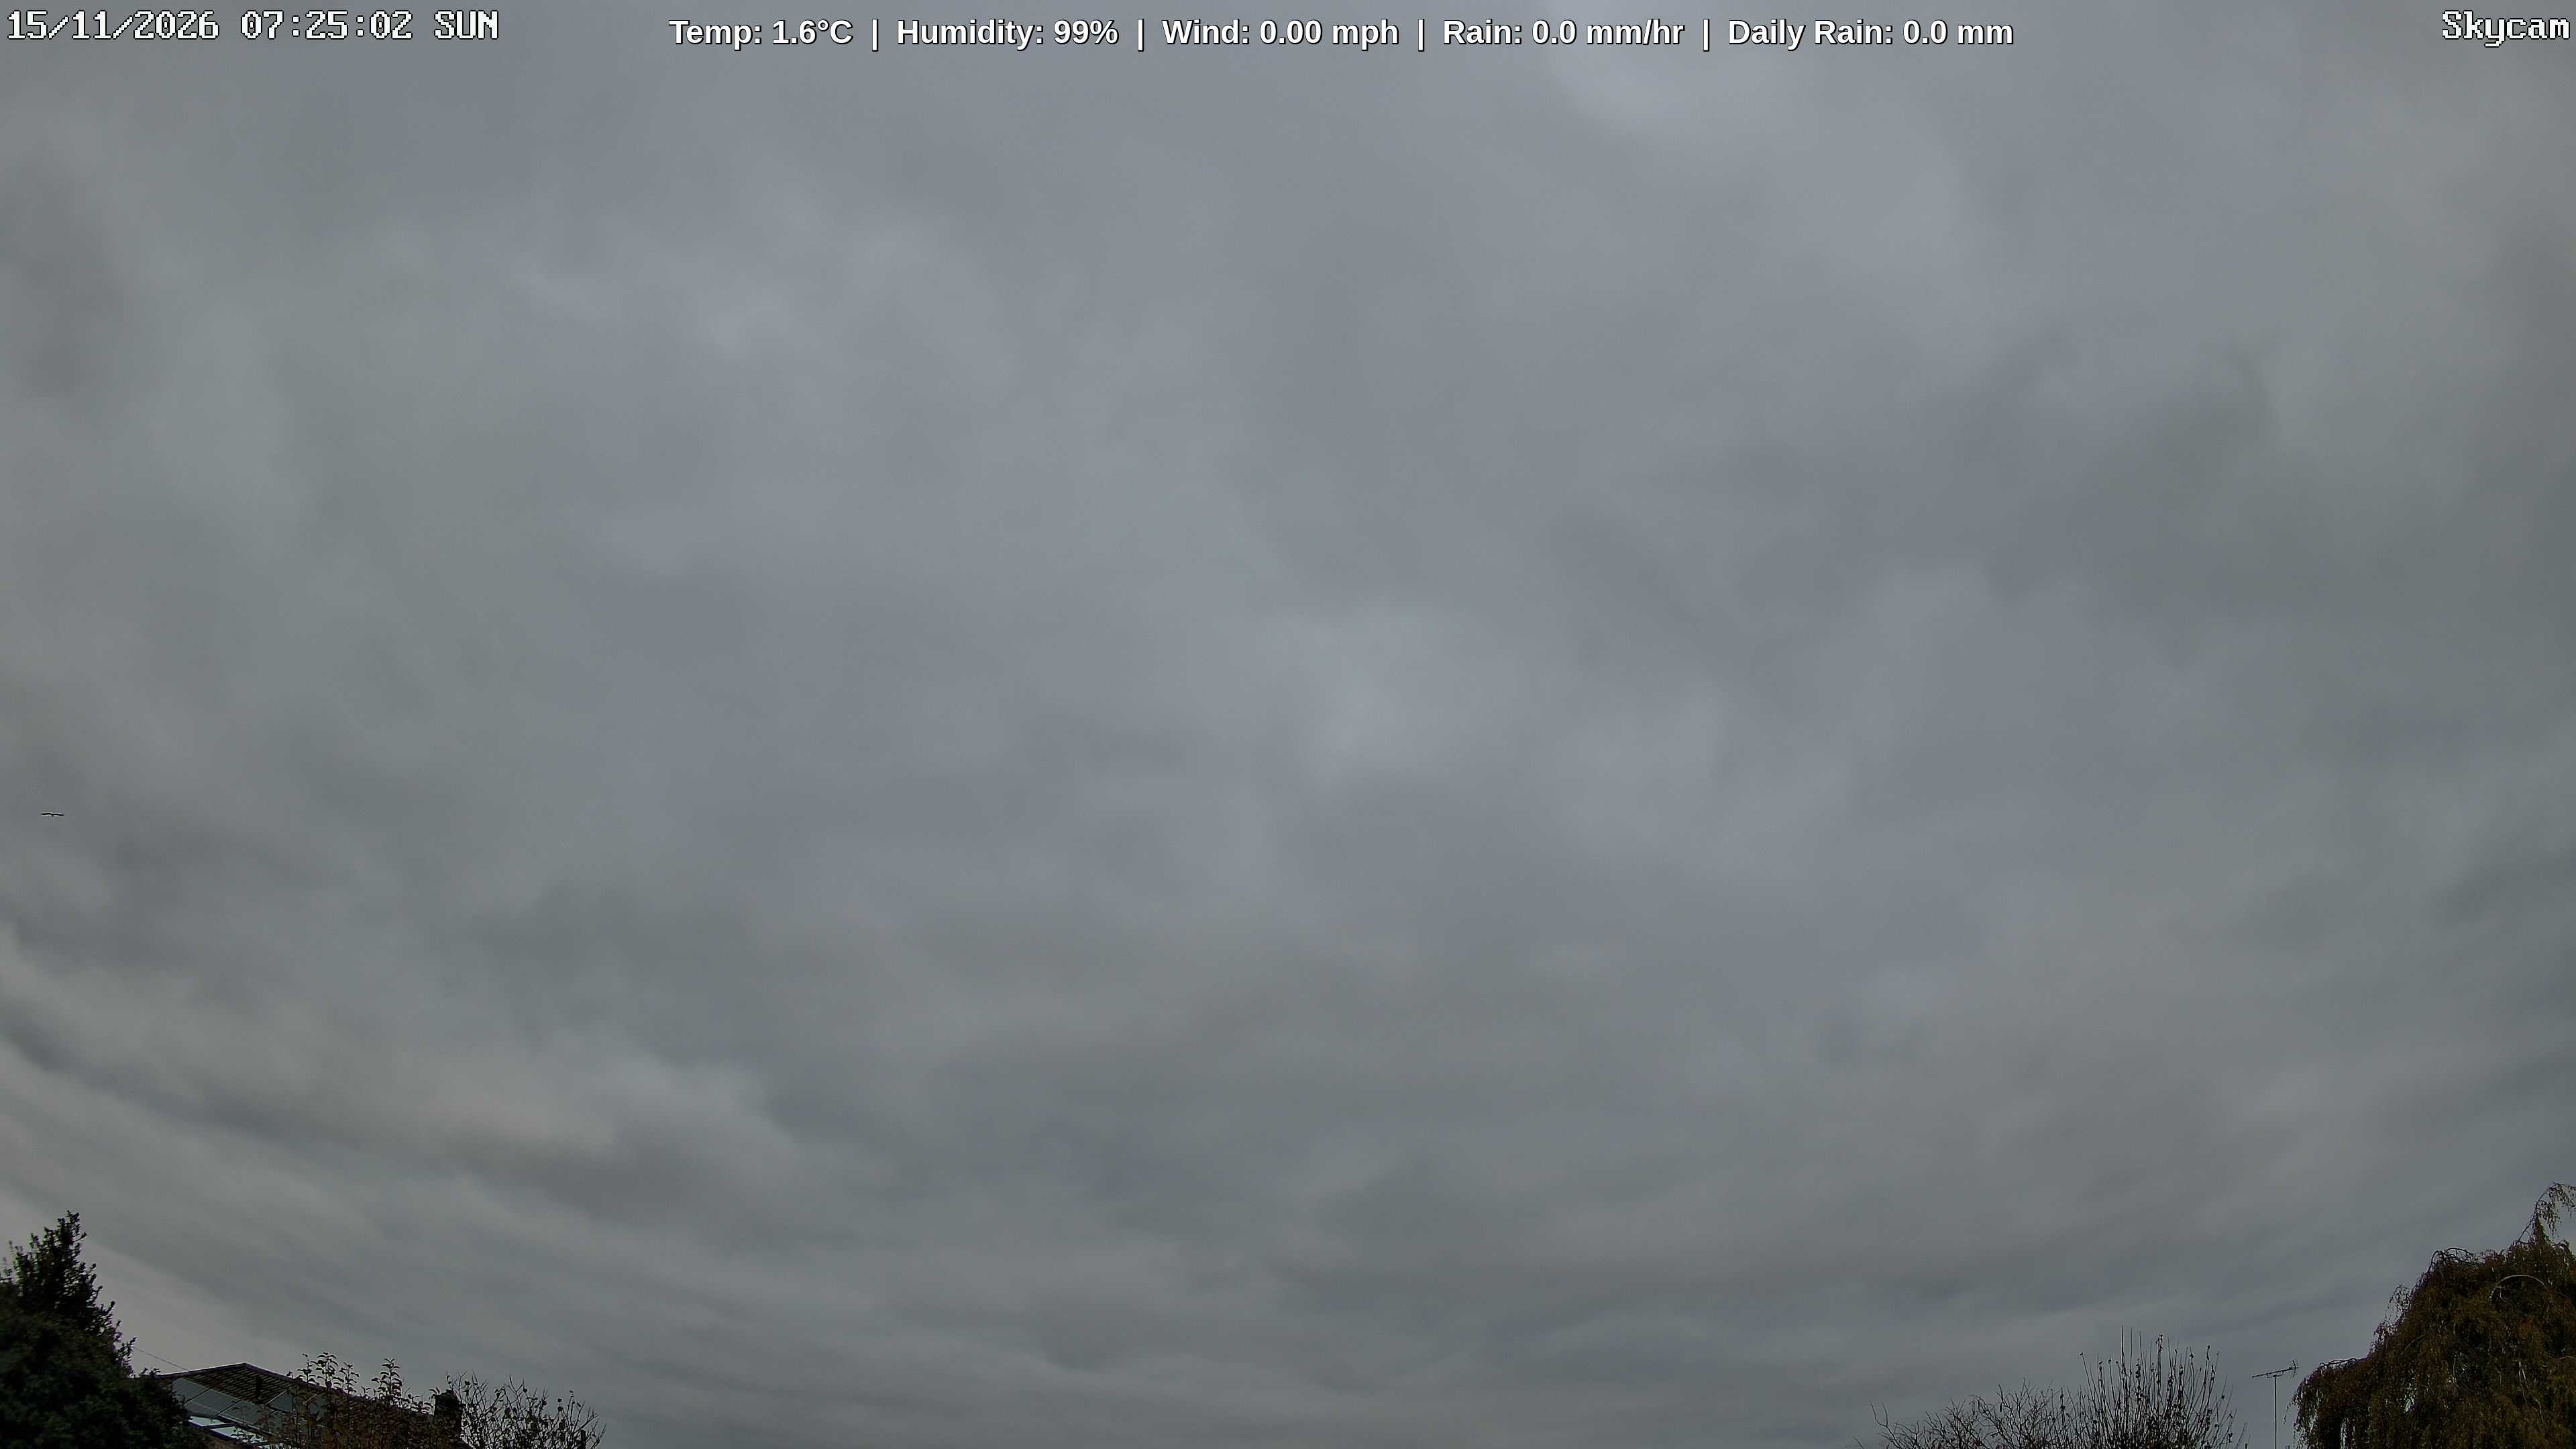 15/11/2026 07:25:02 SUN
Temp: 1.6°C | Humidity: 99% | Wind: 0.00 mph | Rain: 0.0 mm/hr | Daily Rain: 0.0 mm
Skycam